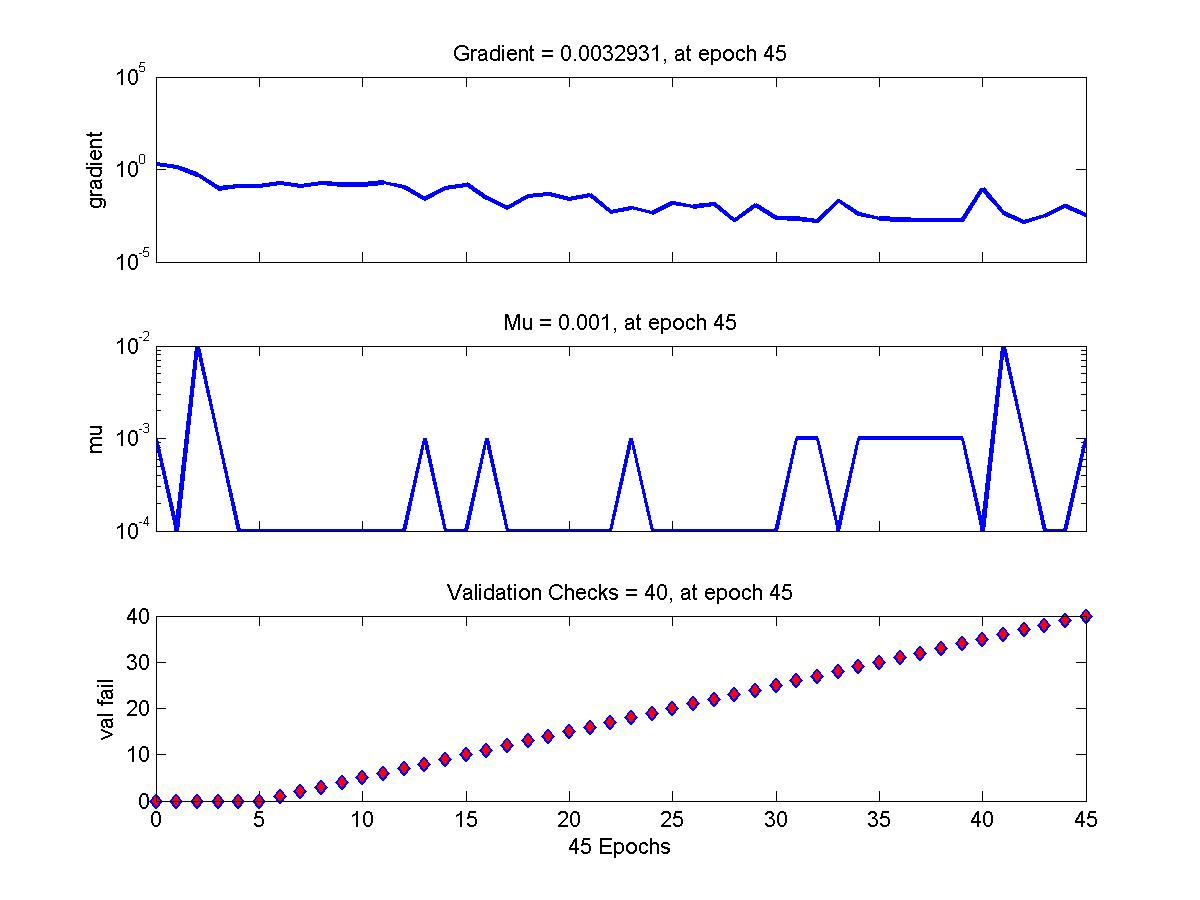 Gradient = 0.0032931, at epoch 45
10^5
10^0
10^-5
gradient
Mu = 0.001, at epoch 45
10^-2
10^-3
10^-4
mu
Validation Checks = 40, at epoch 45
40
30
20
10
0
val fail
0 5 10 15 20 25 30 35 40 45
45 Epochs